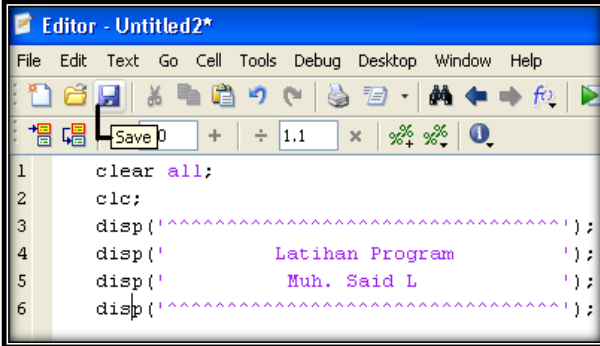 Editor - Untitled2*
File Edit Text Go Cell Tools Debug Desktop Window Help
Save 0 + ÷ 1.1 ×
1 clear all;
2 clc;
3 disp('^^^^^^^^^^^^^^^^^^^^^^^^^^^^^^^^^');
4 disp('         Latihan Program         ');
5 disp('          Muh. Said L            ');
6 disp('^^^^^^^^^^^^^^^^^^^^^^^^^^^^^^^^^');